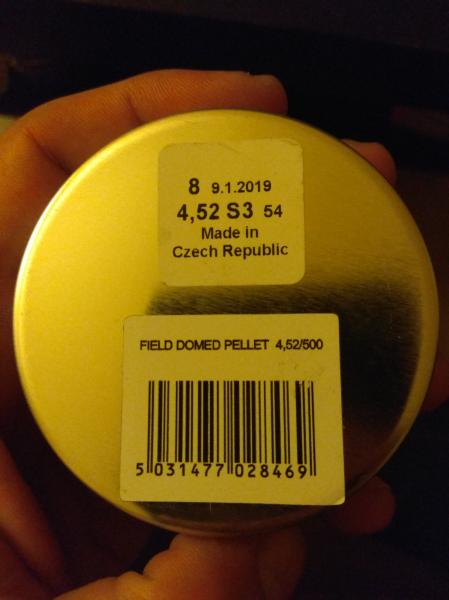 8 9.1.2019
4,52 S3 54
Made in
Czech Republic
FIELD DOMED PELLET 4,52/500
5 031477 028469